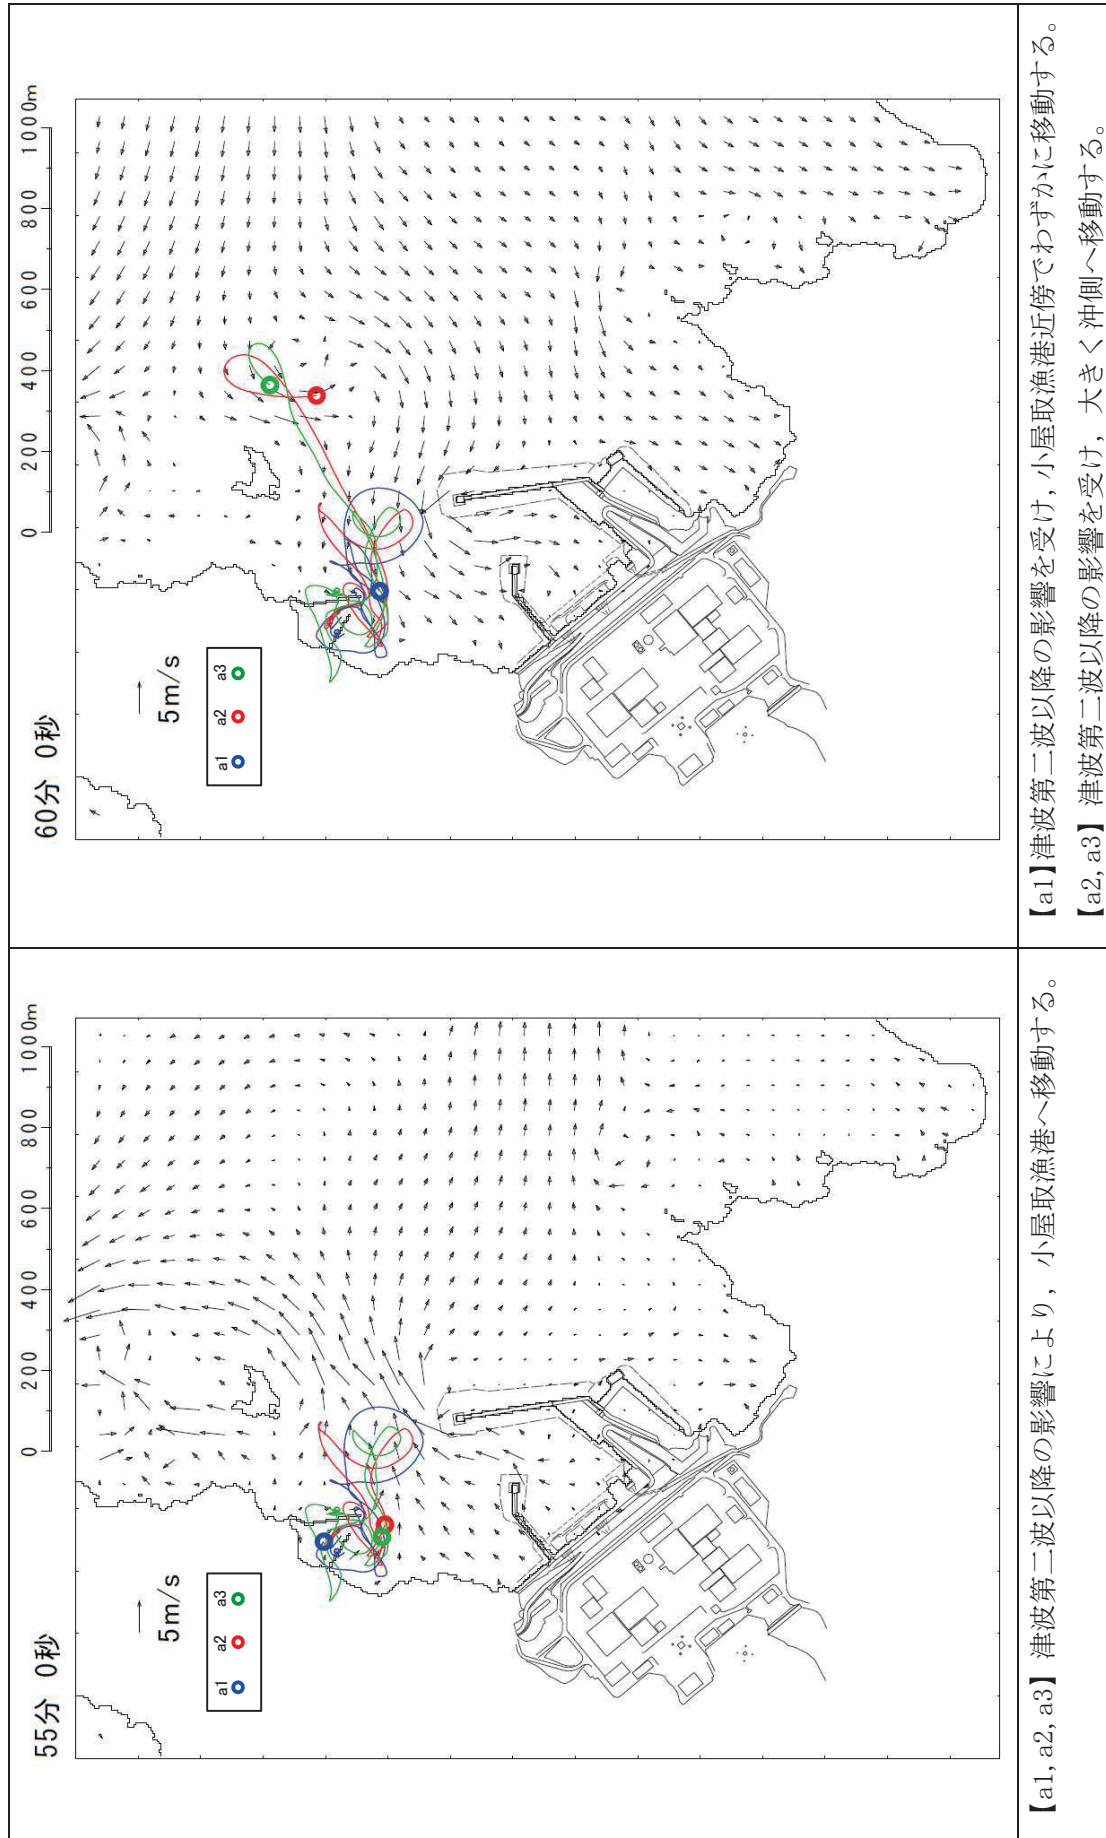 55分 0秒
0 200 400 600 800 1000m
5m/s
a1 a2 a3
【a1, a2, a3】 津波第二波以降の影響により, 小屋取漁港へ移動する。
60分 0秒
0 200 400 600 800 1000m
5m/s
a1 a2 a3
【a1】津波第二波以降の影響を受け, 小屋取漁港近傍でわずかに移動する。
【a2, a3】 津波第二波以降の影響を受け, 大きく沖側へ移動する。